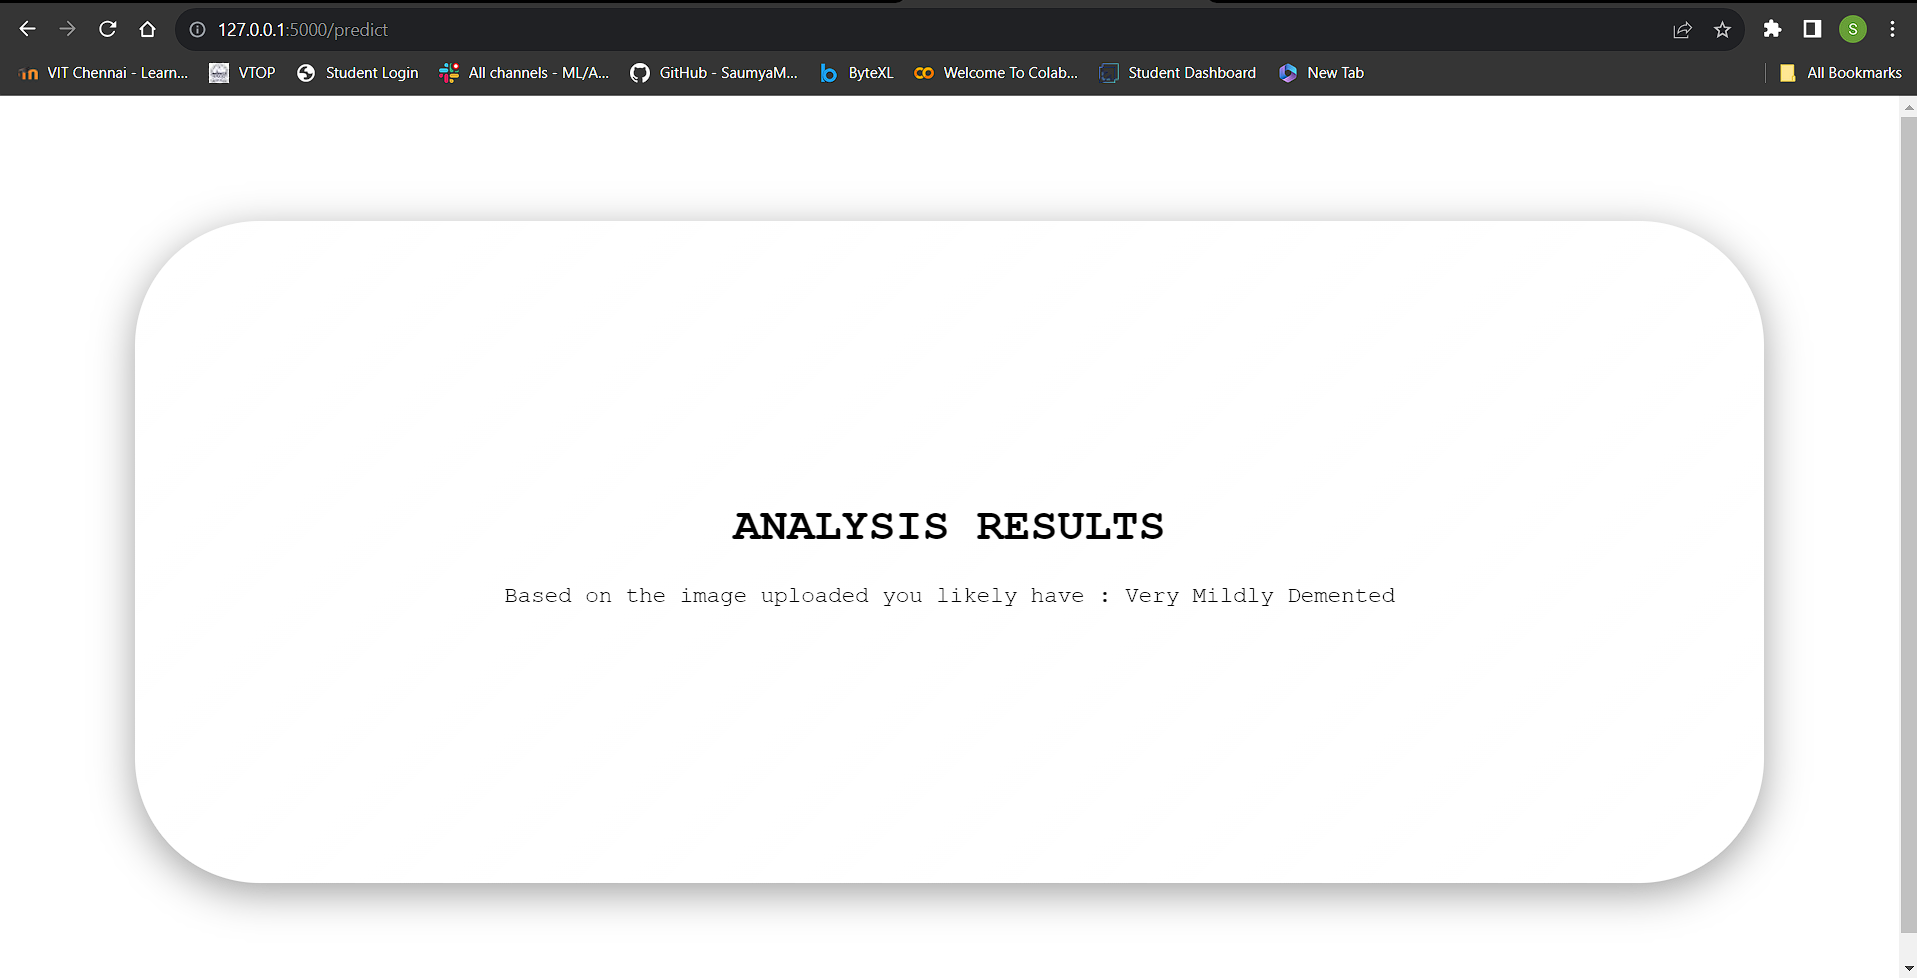 127.0.0.1:5000/predict
S
VIT Chennai - Learn...
VTOP
Student Login
All channels - ML/A...
GitHub - SaumyaM...
ByteXL
Welcome To Colab...
Student Dashboard
New Tab
All Bookmarks
ANALYSIS RESULTS
Based on the image uploaded you likely have : Very Mildly Demented